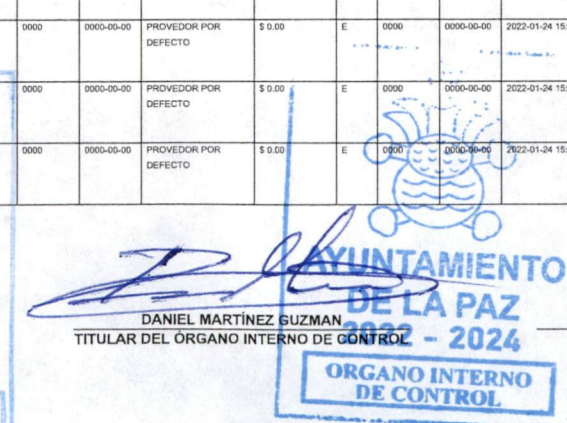 0000 0000-00-00 PROVEDOR POR $ 0.00 E 0000 0000-00-00 2022-01-24 15:
DEFECTO
0000 0000-00-00 PROVEDOR POR $ 0.00 E 0000 0000-00-00 2022-01-24 15:
DEFECTO
0000 0000-00-00 PROVEDOR POR $ 0.00 E 0000 0000-00-00 2022-01-24 15:
DEFECTO
AYUNTAMIENTO
DE LA PAZ
2022 - 2024
ORGANO INTERNO
DE CONTROL
DANIEL MARTÍNEZ GUZMAN
TITULAR DEL ÓRGANO INTERNO DE CONTROL